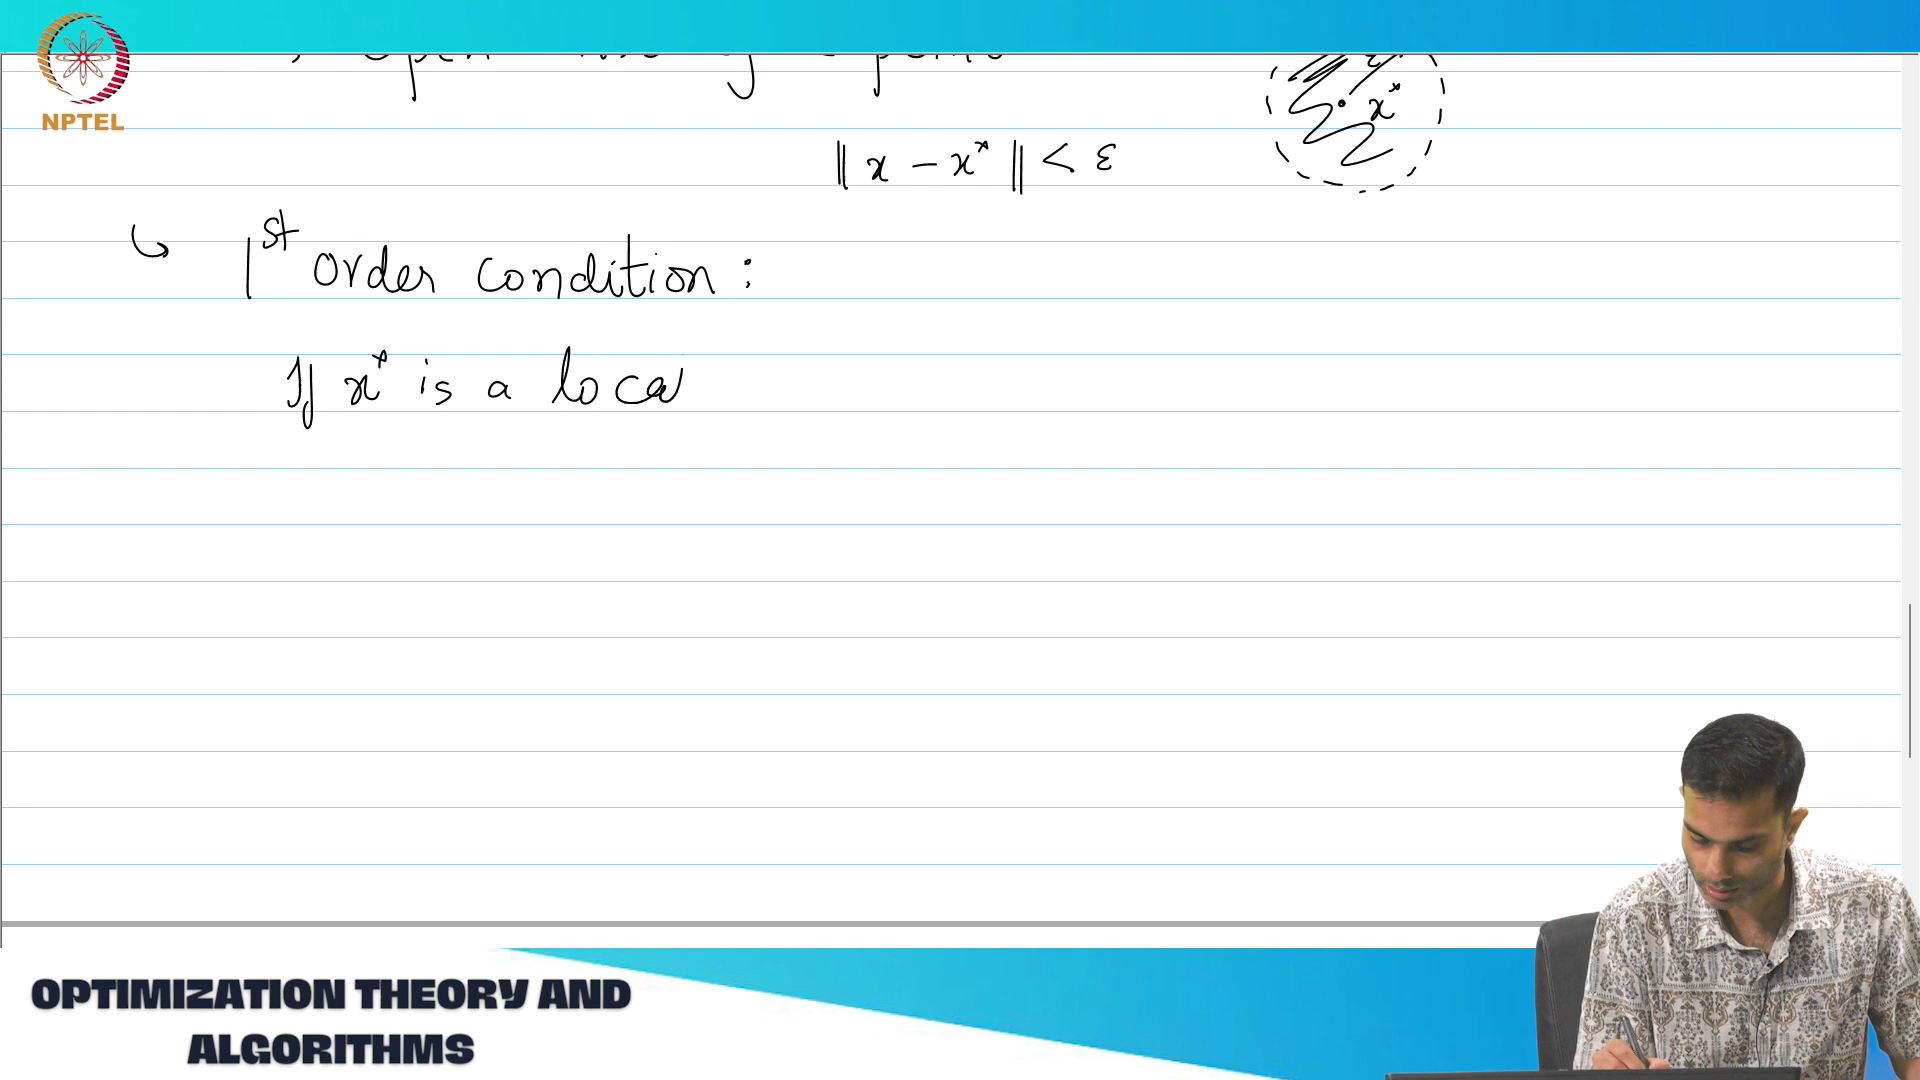 NPTEL
x*
‖ x − x* ‖ < ε
1st order condition :
If x* is a local
OPTIMIZATION THEORY AND
ALGORITHMS